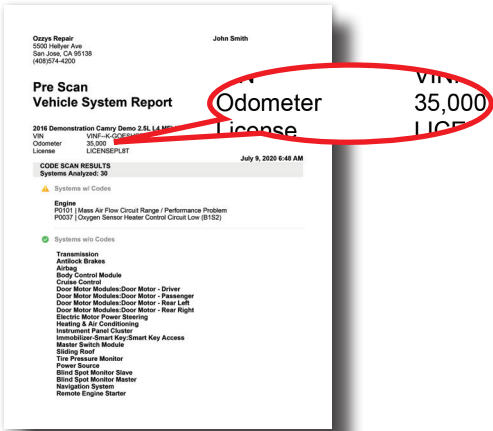 Ozzys Repair
John Smith
5500 Hellyer Ave
San Jose, CA 95138
(408)574-4200
Pre Scan
Vehicle System Report
2016 Demonstration Camry Demo 2.5L L4
VIN
Odometer 35,000
License LICENSEPL8T
July 9, 2020 6:48 AM
CODE SCAN RESULTS
Systems Analyzed: 30
Systems w/ Codes
Engine
P0101 | Mass Air Flow Circuit Range / Performance Problem
P0037 | Oxygen Sensor Heater Control Circuit Low (B1S2)
Systems w/o Codes
Transmission
Antilock Brakes
Airbag
Body Control Module
Cruise Control
Door Motor Modules:Door Motor - Driver
Door Motor Modules:Door Motor - Passenger
Door Motor Modules:Door Motor - Rear Left
Door Motor Modules:Door Motor - Rear Right
Electric Motor Power Steering
Heating & Air Conditioning
Instrument Panel Cluster
Immobilizer-Smart Key:Smart Key Access
Master Switch Module
Sliding Roof
Tire Pressure Monitor
Power Source
Blind Spot Monitor Slave
Blind Spot Monitor Master
Navigation System
Remote Engine Starter
Odometer 35,000
License